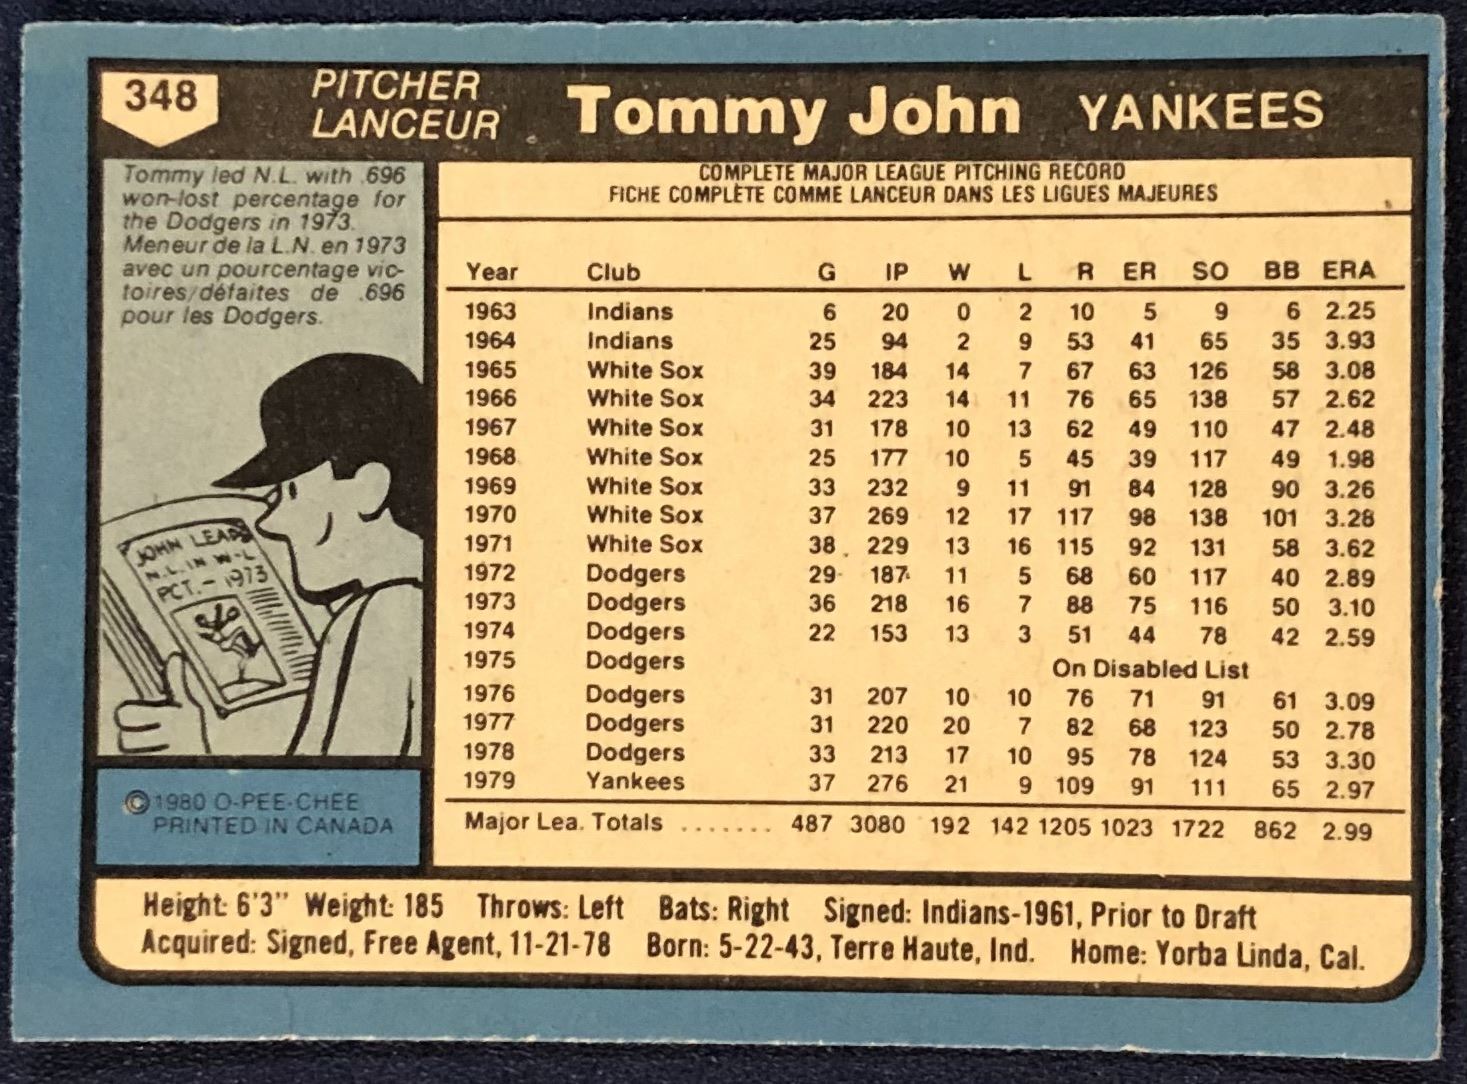 348
PITCHER
LANCEUR
Tommy John YANKEES
Tommy led N.L. with .696
won-lost percentage for
the Dodgers in 1973.
Meneur de la L.N. en 1973
avec un pourcentage vic-
toires/défaites de .696
pour les Dodgers.
JOHN LEADS
N.L. IN W-L
PCT. - 1973
© 1980 O-PEE-CHEE
PRINTED IN CANADA
COMPLETE MAJOR LEAGUE PITCHING RECORD
FICHE COMPLÈTE COMME LANCEUR DANS LES LIGUES MAJEURES
Year Club G IP W L R ER SO BB ERA
1963 Indians 6 20 0 2 10 5 9 6 2.25
1964 Indians 25 94 2 9 53 41 65 35 3.93
1965 White Sox 39 184 14 7 67 63 126 58 3.08
1966 White Sox 34 223 14 11 76 65 138 57 2.62
1967 White Sox 31 178 10 13 62 49 110 47 2.48
1968 White Sox 25 177 10 5 45 39 117 49 1.98
1969 White Sox 33 232 9 11 91 84 128 90 3.26
1970 White Sox 37 269 12 17 117 98 138 101 3.28
1971 White Sox 38 229 13 16 115 92 131 58 3.62
1972 Dodgers 29 187 11 5 68 60 117 40 2.89
1973 Dodgers 36 218 16 7 88 75 116 50 3.10
1974 Dodgers 22 153 13 3 51 44 78 42 2.59
1975 Dodgers On Disabled List
1976 Dodgers 31 207 10 10 76 71 91 61 3.09
1977 Dodgers 31 220 20 7 82 68 123 50 2.78
1978 Dodgers 33 213 17 10 95 78 124 53 3.30
1979 Yankees 37 276 21 9 109 91 111 65 2.97
Major Lea. Totals ....... 487 3080 192 142 1205 1023 1722 862 2.99
Height: 6'3" Weight: 185 Throws: Left Bats: Right Signed: Indians-1961, Prior to Draft
Acquired: Signed, Free Agent, 11-21-78 Born: 5-22-43, Terre Haute, Ind. Home: Yorba Linda, Cal.